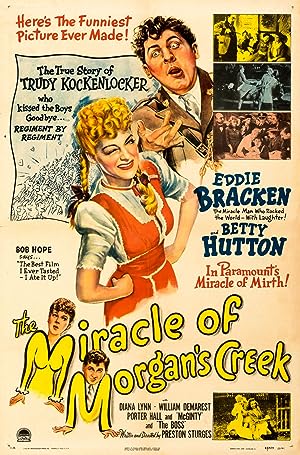 HERE'S THE FUNNIEST
PICTURE EVER MADE!
THE TRUE STORY OF
TRUDY KOCKENLOCKER
who
kissed the Boys
Goodbye...
REGIMENT BY
REGIMENT!
EDDIE
BRACKEN
The Miracle Man Who Rocked
the World – With Laughter!
and BETTY
HUTTON
BOB HOPE
SAYS...
"The Best Film
I Ever Tasted
– I Ate it Up!"
In PARAMOUNT'S
MIRACLE of MIRTH!
The Miracle of
Morgan's Creek
with
DIANA LYNN – WILLIAM DEMAREST
PORTER HALL and "McGINTY"
and "THE BOSS"
Written and Directed by PRESTON STURGES